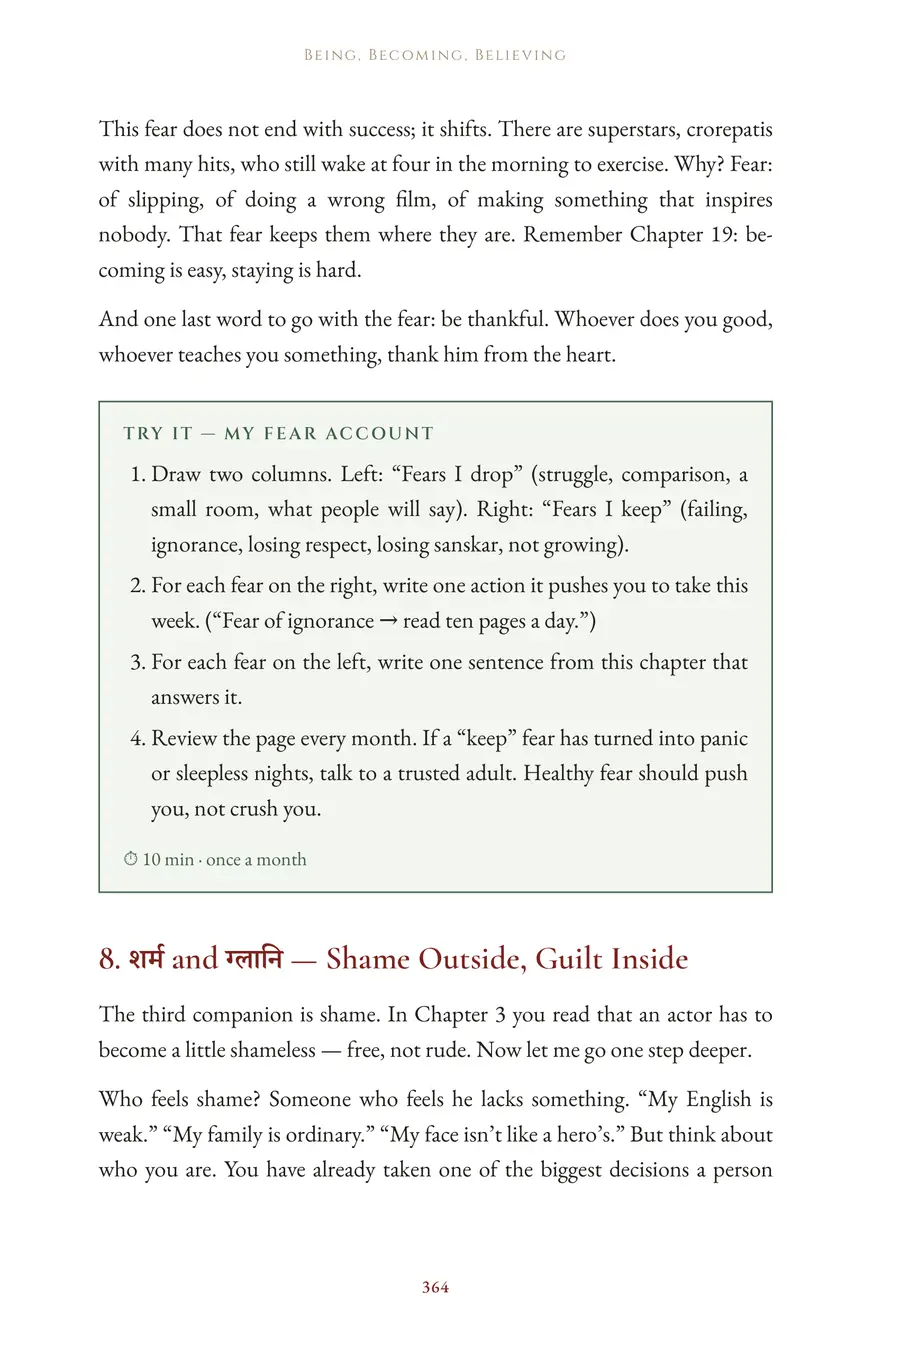 Being, Becoming, Believing
This fear does not end with success; it shifts. There are superstars, crorepatis
with many hits, who still wake at four in the morning to exercise. Why? Fear:
of slipping, of doing a wrong film, of making something that inspires
nobody. That fear keeps them where they are. Remember Chapter 19: be-
coming is easy, staying is hard.
And one last word to go with the fear: be thankful. Whoever does you good,
whoever teaches you something, thank him from the heart.
TRY IT — MY FEAR ACCOUNT
1. Draw two columns. Left: “Fears I drop” (struggle, comparison, a
small room, what people will say). Right: “Fears I keep” (failing,
ignorance, losing respect, losing sanskar, not growing).
2. For each fear on the right, write one action it pushes you to take this
week. (“Fear of ignorance → read ten pages a day.”)
3. For each fear on the left, write one sentence from this chapter that
answers it.
4. Review the page every month. If a “keep” fear has turned into panic
or sleepless nights, talk to a trusted adult. Healthy fear should push
you, not crush you.
⏱ 10 min · once a month
8. शर्म and ग्लानि — Shame Outside, Guilt Inside
The third companion is shame. In Chapter 3 you read that an actor has to
become a little shameless — free, not rude. Now let me go one step deeper.
Who feels shame? Someone who feels he lacks something. “My English is
weak.” “My family is ordinary.” “My face isn’t like a hero’s.” But think about
who you are. You have already taken one of the biggest decisions a person
364